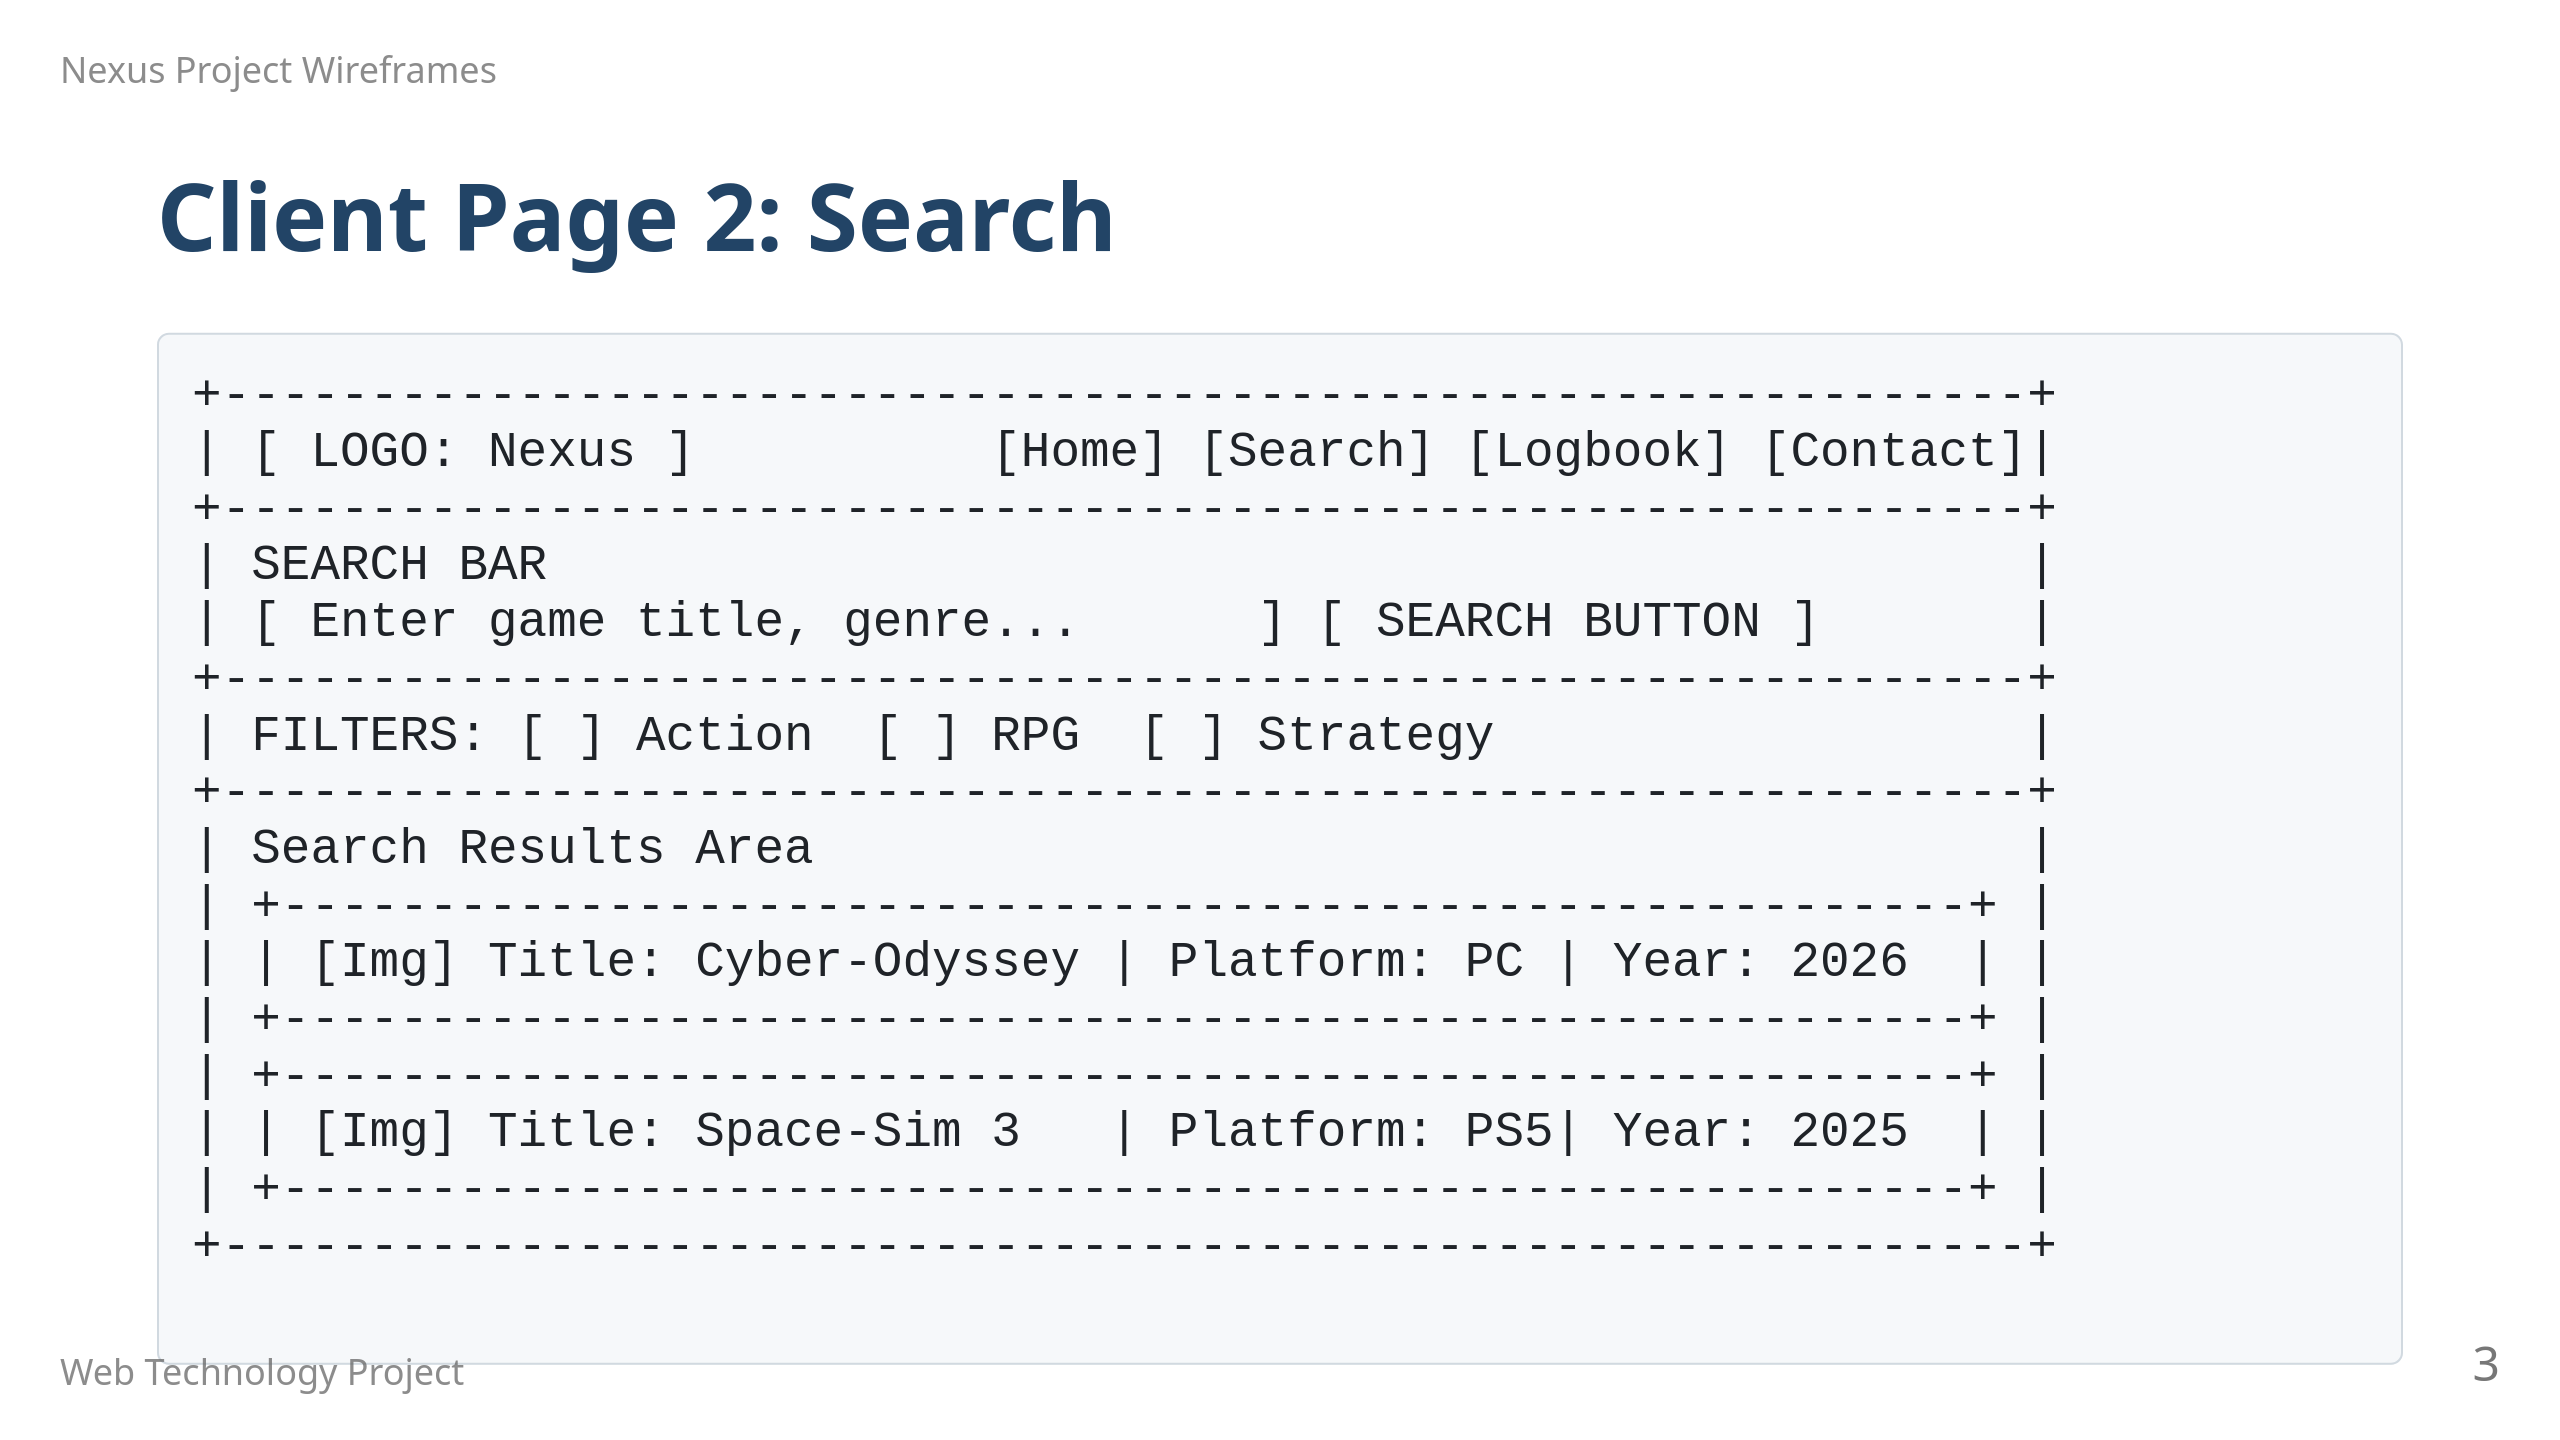 Nexus Project Wireframes
Client Page 2: Search
+--------------------------------------------------------------+
| [ LOGO: Nexus ]          [Home] [Search] [Logbook] [Contact]|
+--------------------------------------------------------------+
| SEARCH BAR                                                   |
| [ Enter game title, genre...      ] [ SEARCH BUTTON ]        |
+--------------------------------------------------------------+
| FILTERS: [ ] Action  [ ] RPG  [ ] Strategy                   |
+--------------------------------------------------------------+
| Search Results Area                                          |
| +---------------------------------------------------------+ |
| | [Img] Title: Cyber-Odyssey | Platform: PC | Year: 2026  | |
| +---------------------------------------------------------+ |
| +---------------------------------------------------------+ |
| | [Img] Title: Space-Sim 3   | Platform: PS5| Year: 2025  | |
| +---------------------------------------------------------+ |
+--------------------------------------------------------------+
Web Technology Project
3